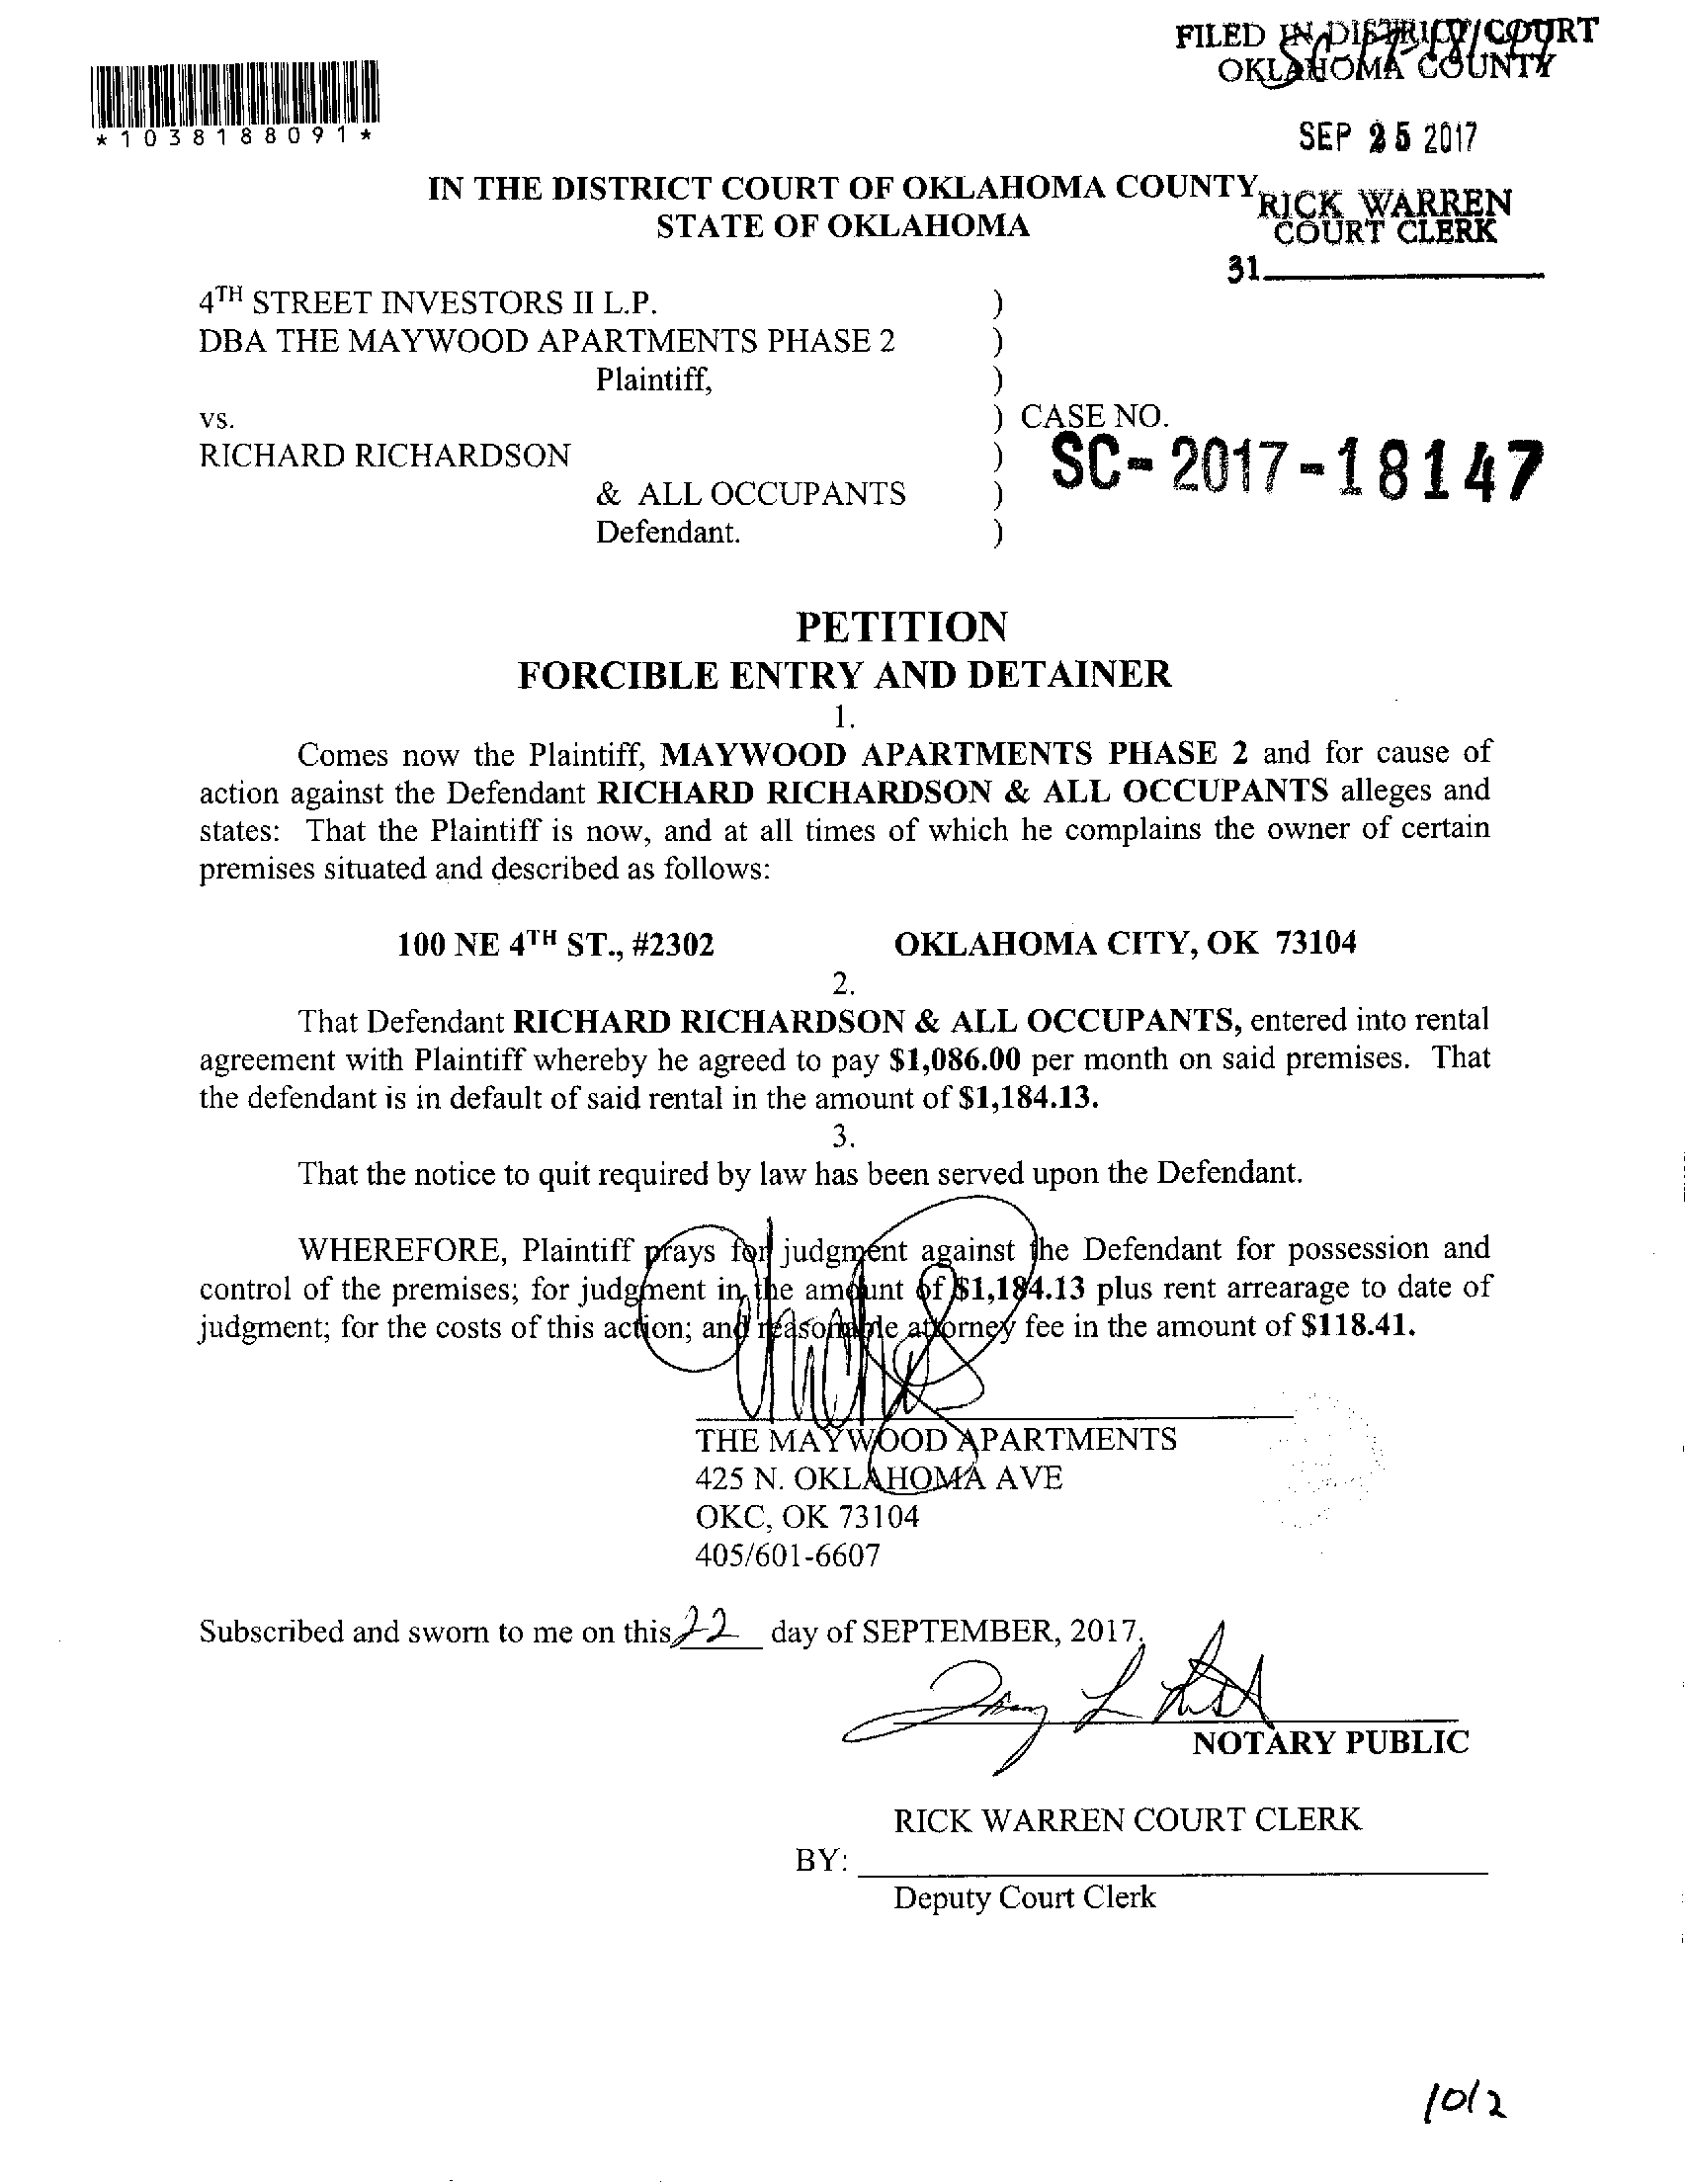 FILED IN DISTRICT COURT
OKLAHOMA COUNTY
*1038188091*
SEP 25 2017
IN THE DISTRICT COURT OF OKLAHOMA COUNTY
STATE OF OKLAHOMA
RICK WARREN
COURT CLERK
31
4TH STREET INVESTORS II L.P. )
DBA THE MAYWOOD APARTMENTS PHASE 2 )
Plaintiff, )
vs. ) CASE NO.
RICHARD RICHARDSON ) SC-2017-18147
& ALL OCCUPANTS )
Defendant. )
PETITION
FORCIBLE ENTRY AND DETAINER
1.
Comes now the Plaintiff, MAYWOOD APARTMENTS PHASE 2 and for cause of
action against the Defendant RICHARD RICHARDSON & ALL OCCUPANTS alleges and
states: That the Plaintiff is now, and at all times of which he complains the owner of certain
premises situated and described as follows:
100 NE 4TH ST., #2302 OKLAHOMA CITY, OK 73104
2.
That Defendant RICHARD RICHARDSON & ALL OCCUPANTS, entered into rental
agreement with Plaintiff whereby he agreed to pay $1,086.00 per month on said premises. That
the defendant is in default of said rental in the amount of $1,184.13.
3.
That the notice to quit required by law has been served upon the Defendant.
WHEREFORE, Plaintiff prays for judgment against the Defendant for possession and
control of the premises; for judgment in the amount of $1,184.13 plus rent arrearage to date of
judgment; for the costs of this action; and reasonable attorney fee in the amount of $118.41.
THE MAYWOOD APARTMENTS
425 N. OKLAHOMA AVE
OKC, OK 73104
405/601-6607
Subscribed and sworn to me on this 22 day of SEPTEMBER, 2017.
NOTARY PUBLIC
RICK WARREN COURT CLERK
BY:
Deputy Court Clerk
10/2